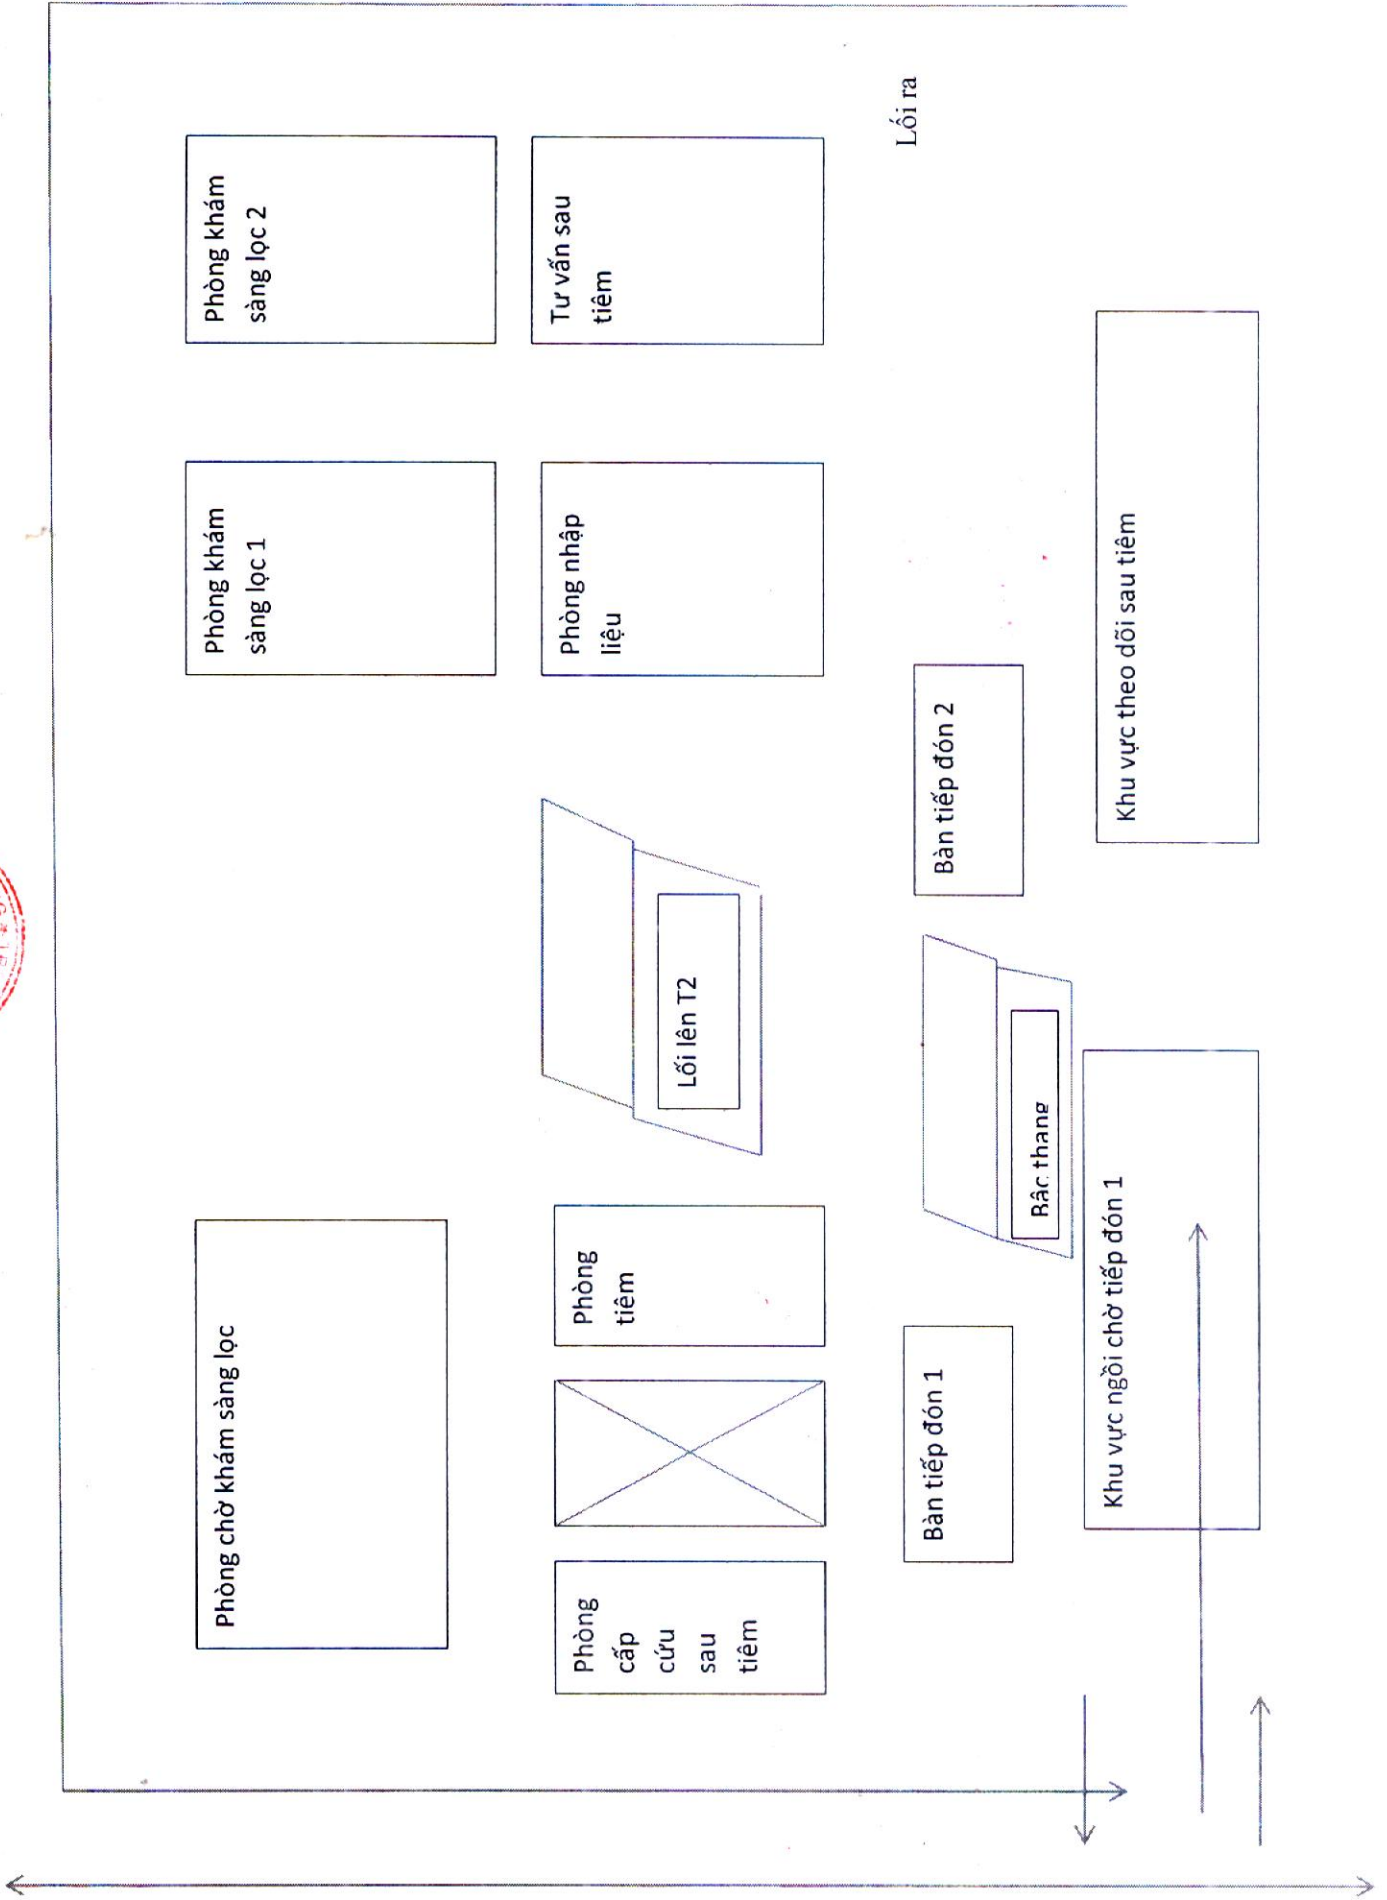 Phòng chờ khám sàng lọc
Phòng khám
sàng lọc 1
Phòng khám
sàng lọc 2
Phòng
cấp
cứu
sau
tiêm
Phòng
tiêm
Lối lên T2
Phòng nhập
liệu
Tư vấn sau
tiêm
Bàn tiếp đón 1
Bậc thang
Bàn tiếp đón 2
Lối ra
Khu vực ngồi chờ tiếp đón 1
Khu vực theo dõi sau tiêm